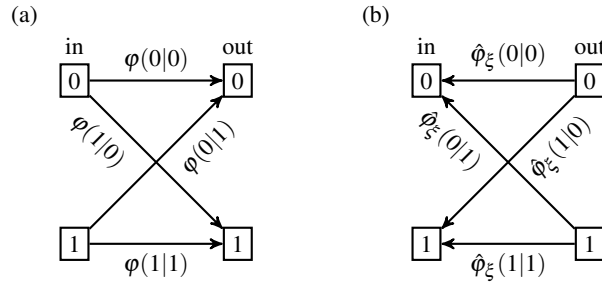 (a)
in
out
φ(0|0)
0
0
φ(1|0)
φ(0|1)
1
1
φ(1|1)
(b)
in
out
φ̂ξ(0|0)
0
0
φ̂ξ(0|1)
φ̂ξ(1|0)
1
1
φ̂ξ(1|1)